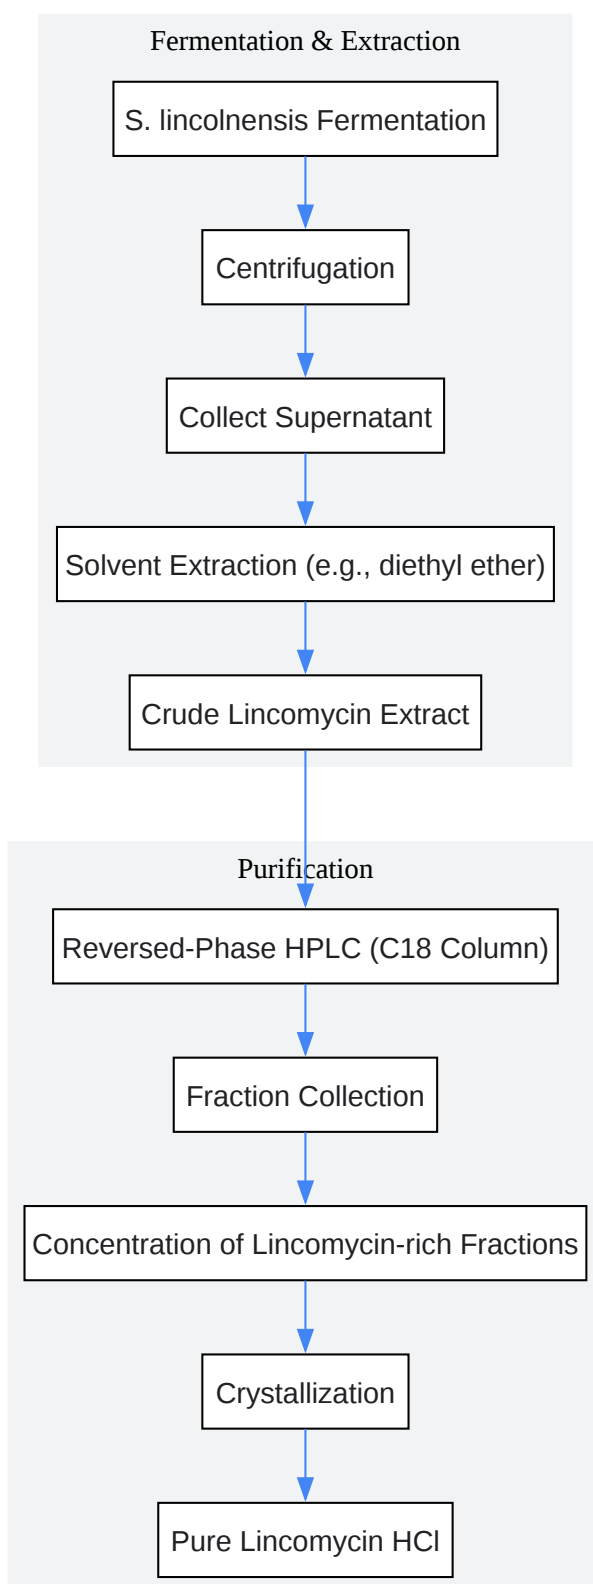 Fermentation & Extraction
S. lincolnensis Fermentation
Centrifugation
Collect Supernatant
Solvent Extraction (e.g., diethyl ether)
Crude Lincomycin Extract
Purification
Reversed-Phase HPLC (C18 Column)
Fraction Collection
Concentration of Lincomycin-rich Fractions
Crystallization
Pure Lincomycin HCl